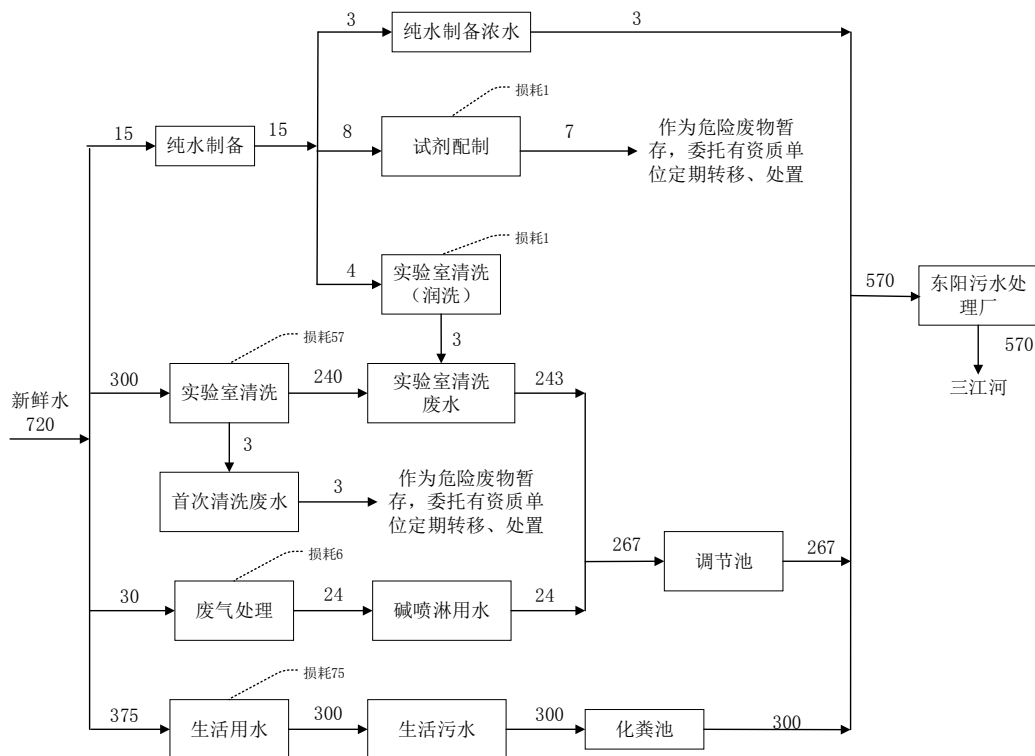 3
纯水制备浓水
3
损耗1
15
纯水制备
15
8
试剂配制
7
作为危险废物暂
存，委托有资质单
位定期转移、处置
损耗1
4
实验室清洗
（润洗）
3
570
东阳污水处
理厂
570
三江河
损耗57
新鲜水
720
300
实验室清洗
240
实验室清洗
废水
243
3
首次清洗废水
3
作为危险废物暂
存，委托有资质单
位定期转移、处置
267
调节池
267
损耗6
30
废气处理
24
碱喷淋用水
24
损耗75
375
生活用水
300
生活污水
300
化粪池
300